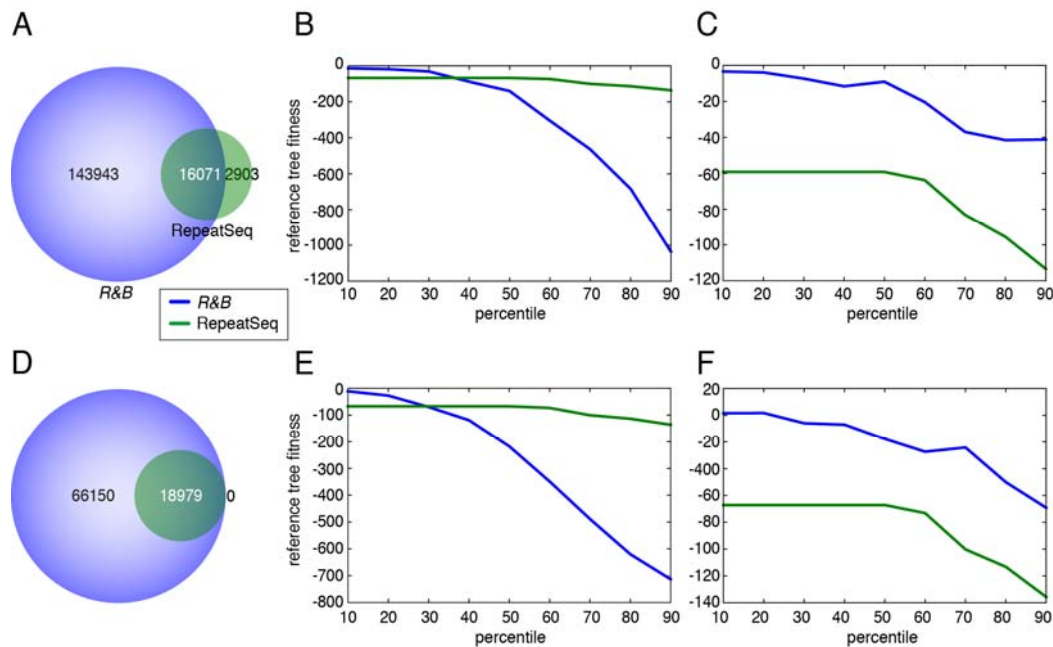 A
143943
16071
2903
RepeatSeq
R&B
R&B
RepeatSeq
B
reference tree fitness
-0
-200
-400
-600
-800
-1000
-1200
10 20 30 40 50 60 70 80 90
percentile
C
0
-20
-40
-60
-80
-100
-120
10 20 30 40 50 60 70 80 90
percentile
D
66150
18979
0
E
reference tree fitness
0
-100
-200
-300
-400
-500
-600
-700
-800
10 20 30 40 50 60 70 80 90
percentile
F
20
0
-20
-400
-60
-80
-100
-120
-140
10 20 30 40 50 60 70 80 90
percentile